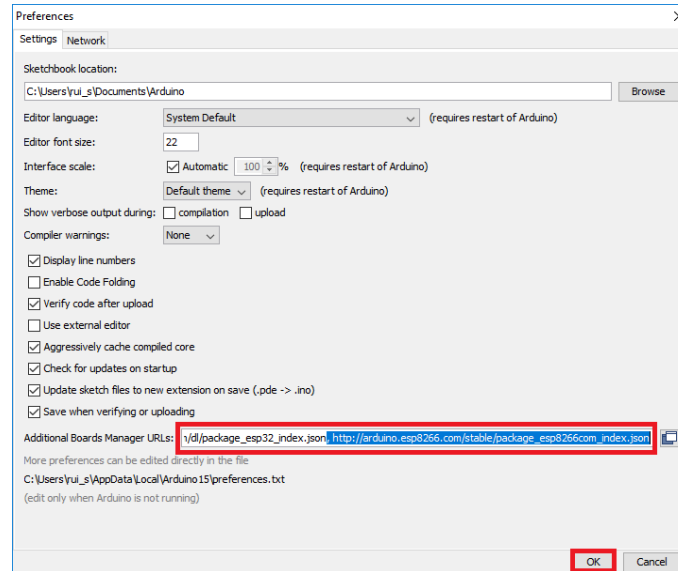 Preferences
Settings Network
Sketchbook location:
C:\Users\rui_s\Documents\Arduino Browse
Editor language: System Default (requires restart of Arduino)
Editor font size: 22
Interface scale: Automatic 100 % (requires restart of Arduino)
Theme: Default theme (requires restart of Arduino)
Show verbose output during: compilation upload
Compiler warnings: None
Display line numbers
Enable Code Folding
Verify code after upload
Use external editor
Aggressively cache compiled core
Check for updates on startup
Update sketch files to new extension on save (.pde -> .ino)
Save when verifying or uploading
Additional Boards Manager URLs: /dl/package_esp32_index.json, http://arduino.esp8266.com/stable/package_esp8266com_index.json
More preferences can be edited directly in the file
C:\Users\rui_s\AppData\Local\Arduino15\preferences.txt
(edit only when Arduino is not running)
OK Cancel